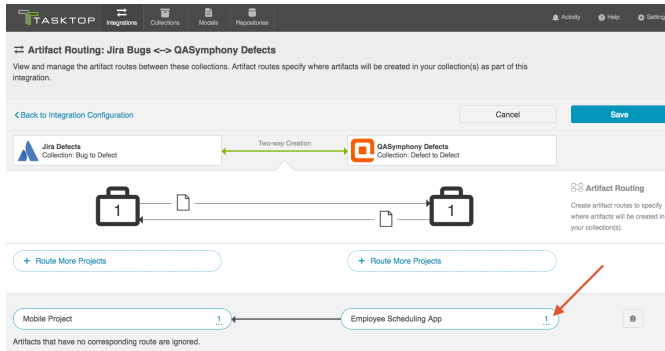 TASKTOP
Integrations
Collections
Models
Repositories
Activity
Help
Setting
Artifact Routing: Jira Bugs <--> QASymphony Defects
View and manage the artifact routes between these collections. Artifact routes specify where artifacts will be created in your collection(s) as part of this
integration.
Back to Integration Configuration
Cancel
Save
Jira Defects
Collection: Bug to Defect
Two-way Creation
QASymphony Defects
Collection: Defect to Defect
1
1
Artifact Routing
Create artifact routes to specify
where artifacts will be created in
your collection(s).
+ Route More Projects
+ Route More Projects
Mobile Project 1
Employee Scheduling App 1
Artifacts that have no corresponding route are ignored.